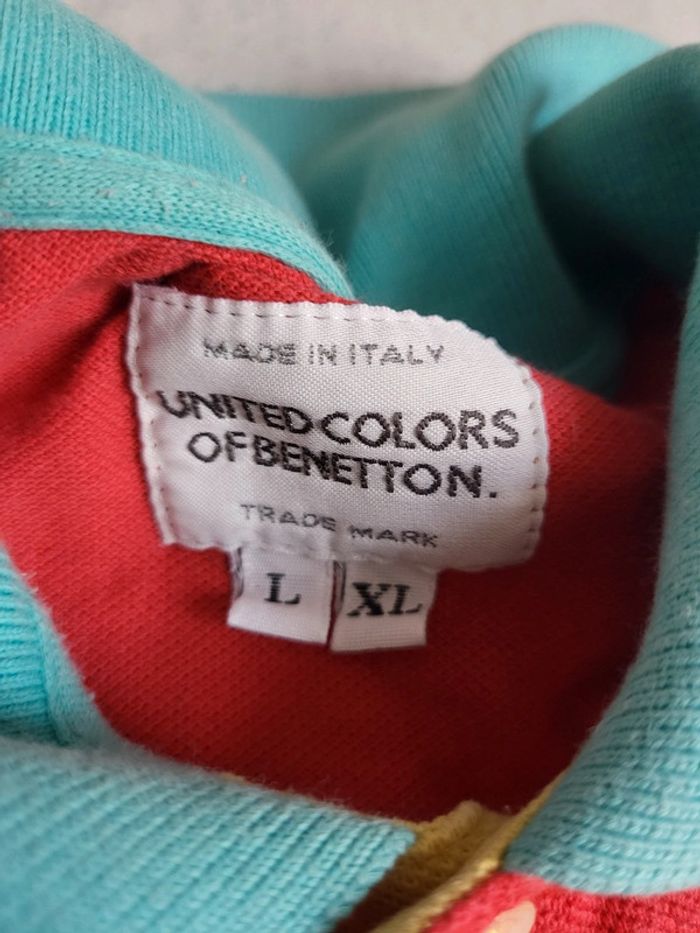 MADE IN ITALY
UNITED COLORS
OF BENETTON.
TRADE MARK
L XL